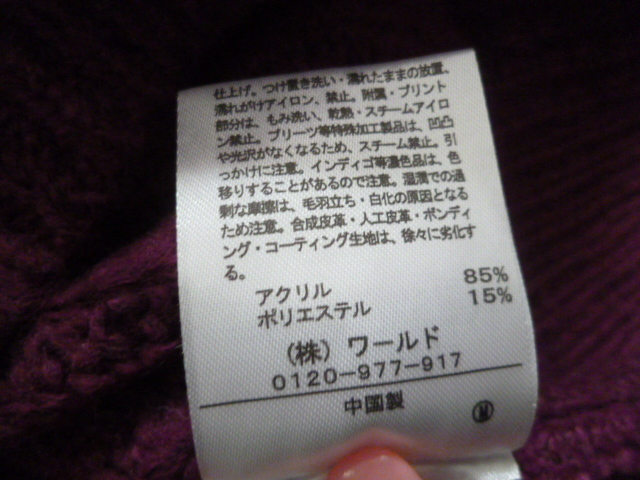 仕上げ。つけ置き洗い・濡れたままの放置、
濡れがけアイロン、禁止。附属・プリント
部分は、もみ洗い、乾熱・スチームアイロ
ン禁止。プリーツ等特殊加工製品は、凹凸
や光沢がなくなるため、スチーム禁止。引
っかけに注意。インディゴ等濃色品は、色
移りすることがあるので注意。湿潤での過
剰な摩擦は、毛羽立ち・白化の原因となる
ため注意。合成皮革・人工皮革・ボンディ
ング・コーティング生地は、徐々に劣化す
る。
アクリル 85%
ポリエステル 15%
(株) ワールド
0120-977-917
中国製
M